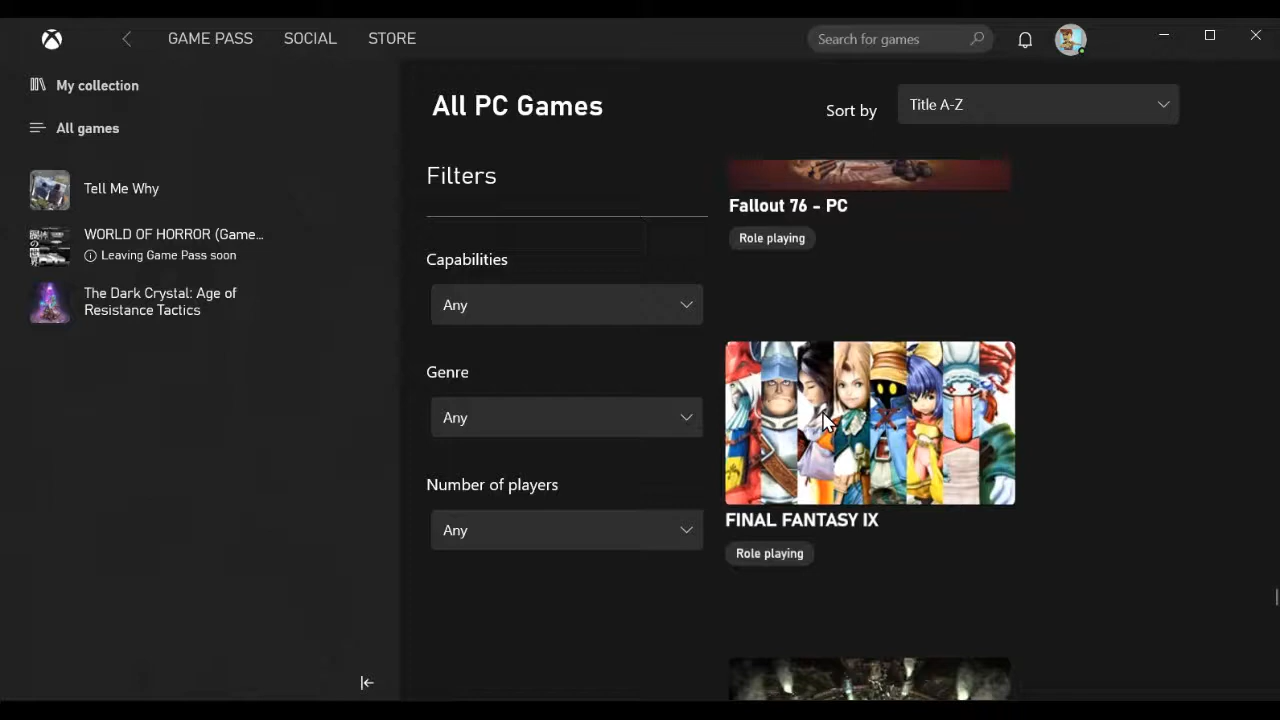 GAME PASS
SOCIAL
STORE
Search for games
My collection
All games
Tell Me Why
WORLD OF HORROR (Game...
Leaving Game Pass soon
The Dark Crystal: Age of
Resistance Tactics
All PC Games
Sort by
Title A-Z
Filters
Capabilities
Any
Genre
Any
Number of players
Any
Fallout 76 - PC
Role playing
FINAL FANTASY IX
Role playing